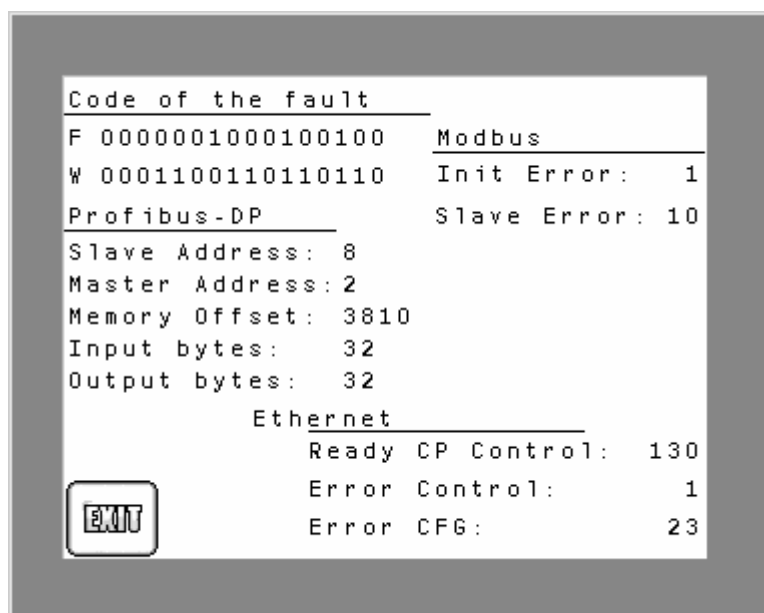 Code of the fault
F 0000001000100100
W 0001100110110110
Modbus
Init Error: 1
Slave Error: 10
Profibus-DP
Slave Address: 8
Master Address: 2
Memory Offset: 3810
Input bytes: 32
Output bytes: 32
Ethernet
Ready CP Control: 130
Error Control: 1
Error CFG: 23
EXIT